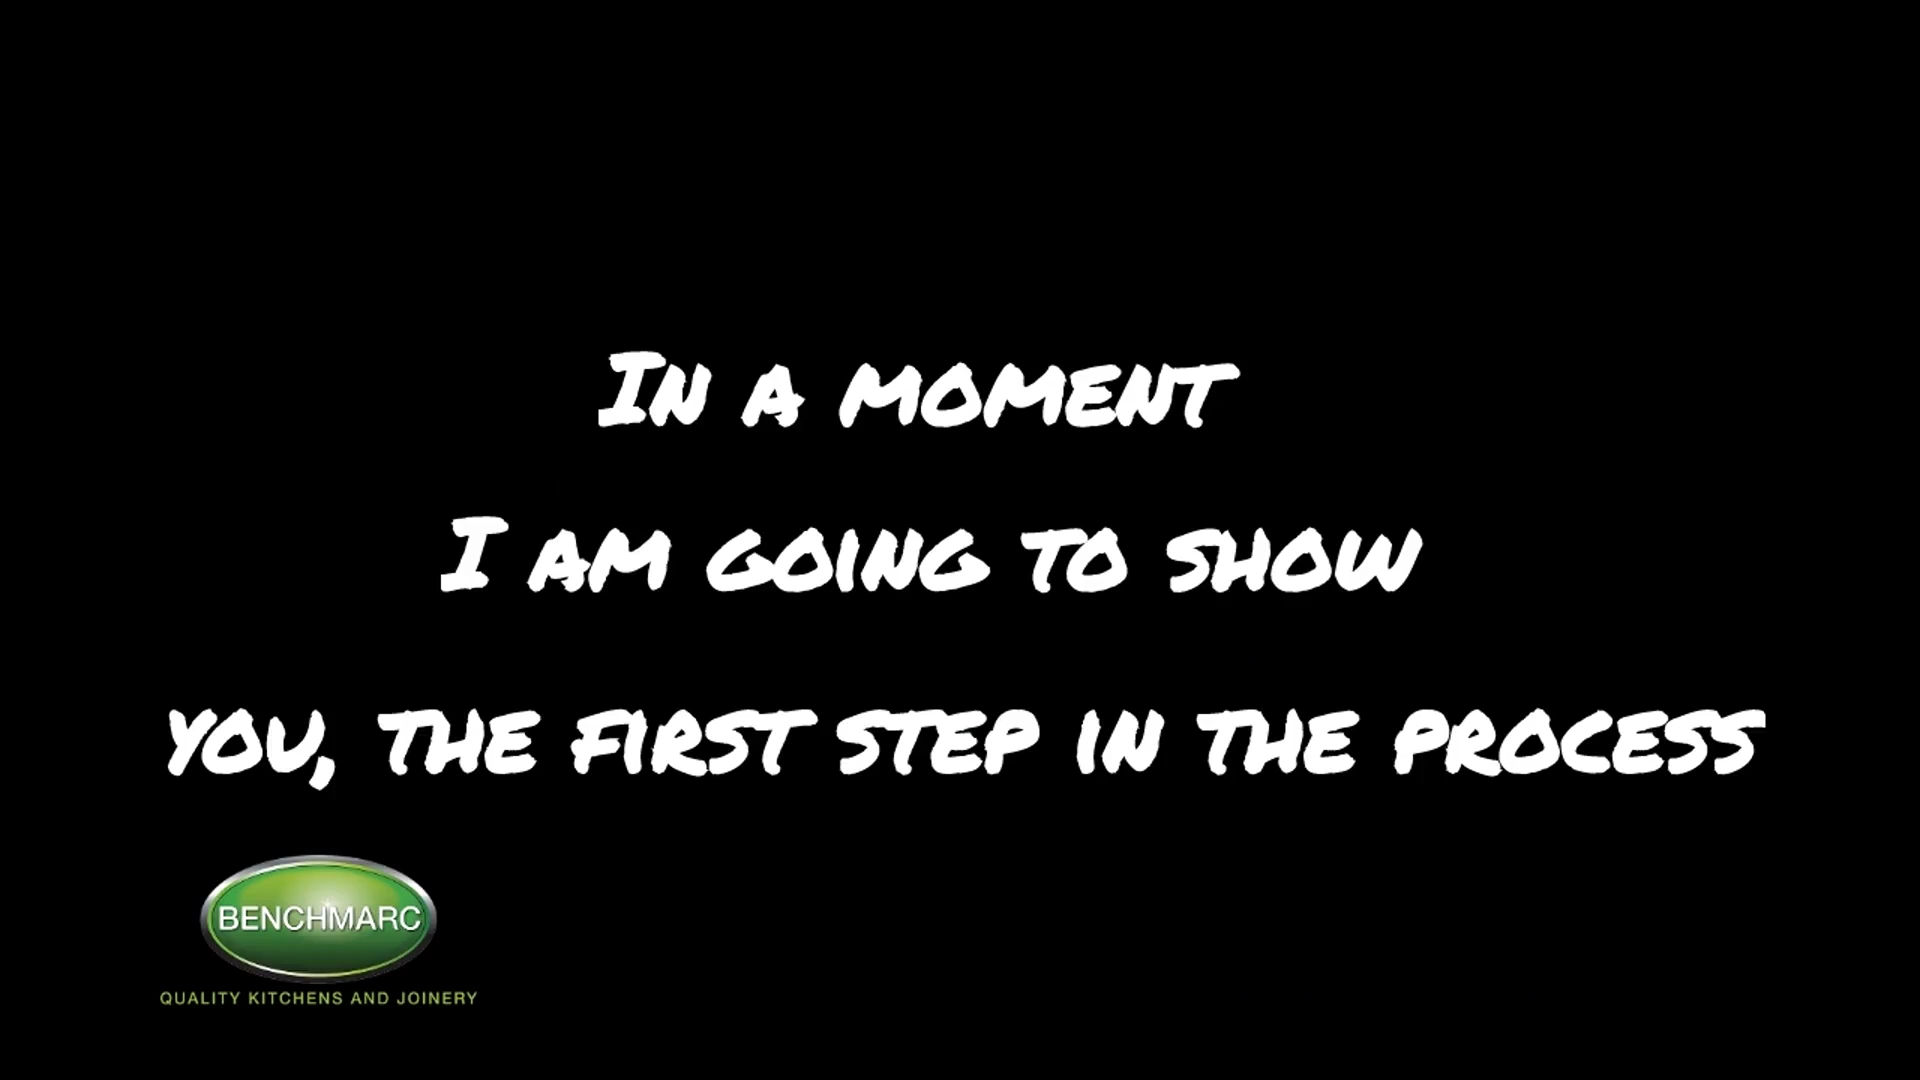 In a moment
I am going to show
you, the first step in the process
BENCHMARC
QUALITY KITCHENS AND JOINERY